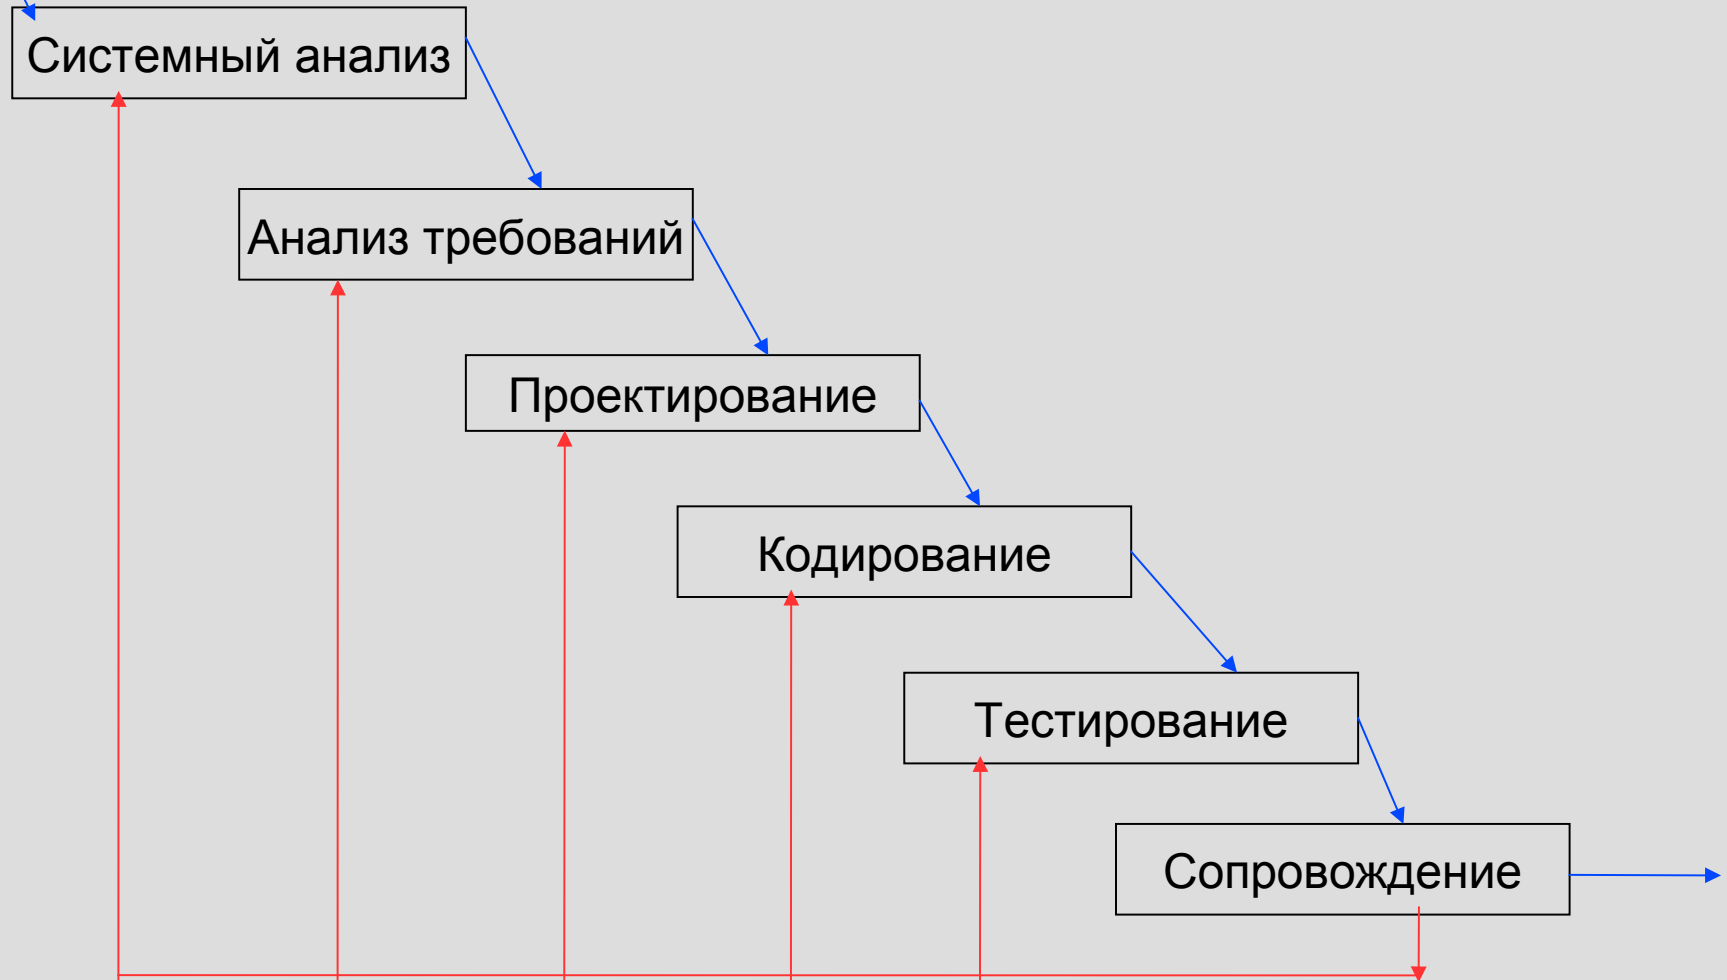 Системный анализ
Анализ требований
Проектирование
Кодирование
Тестирование
Сопровождение